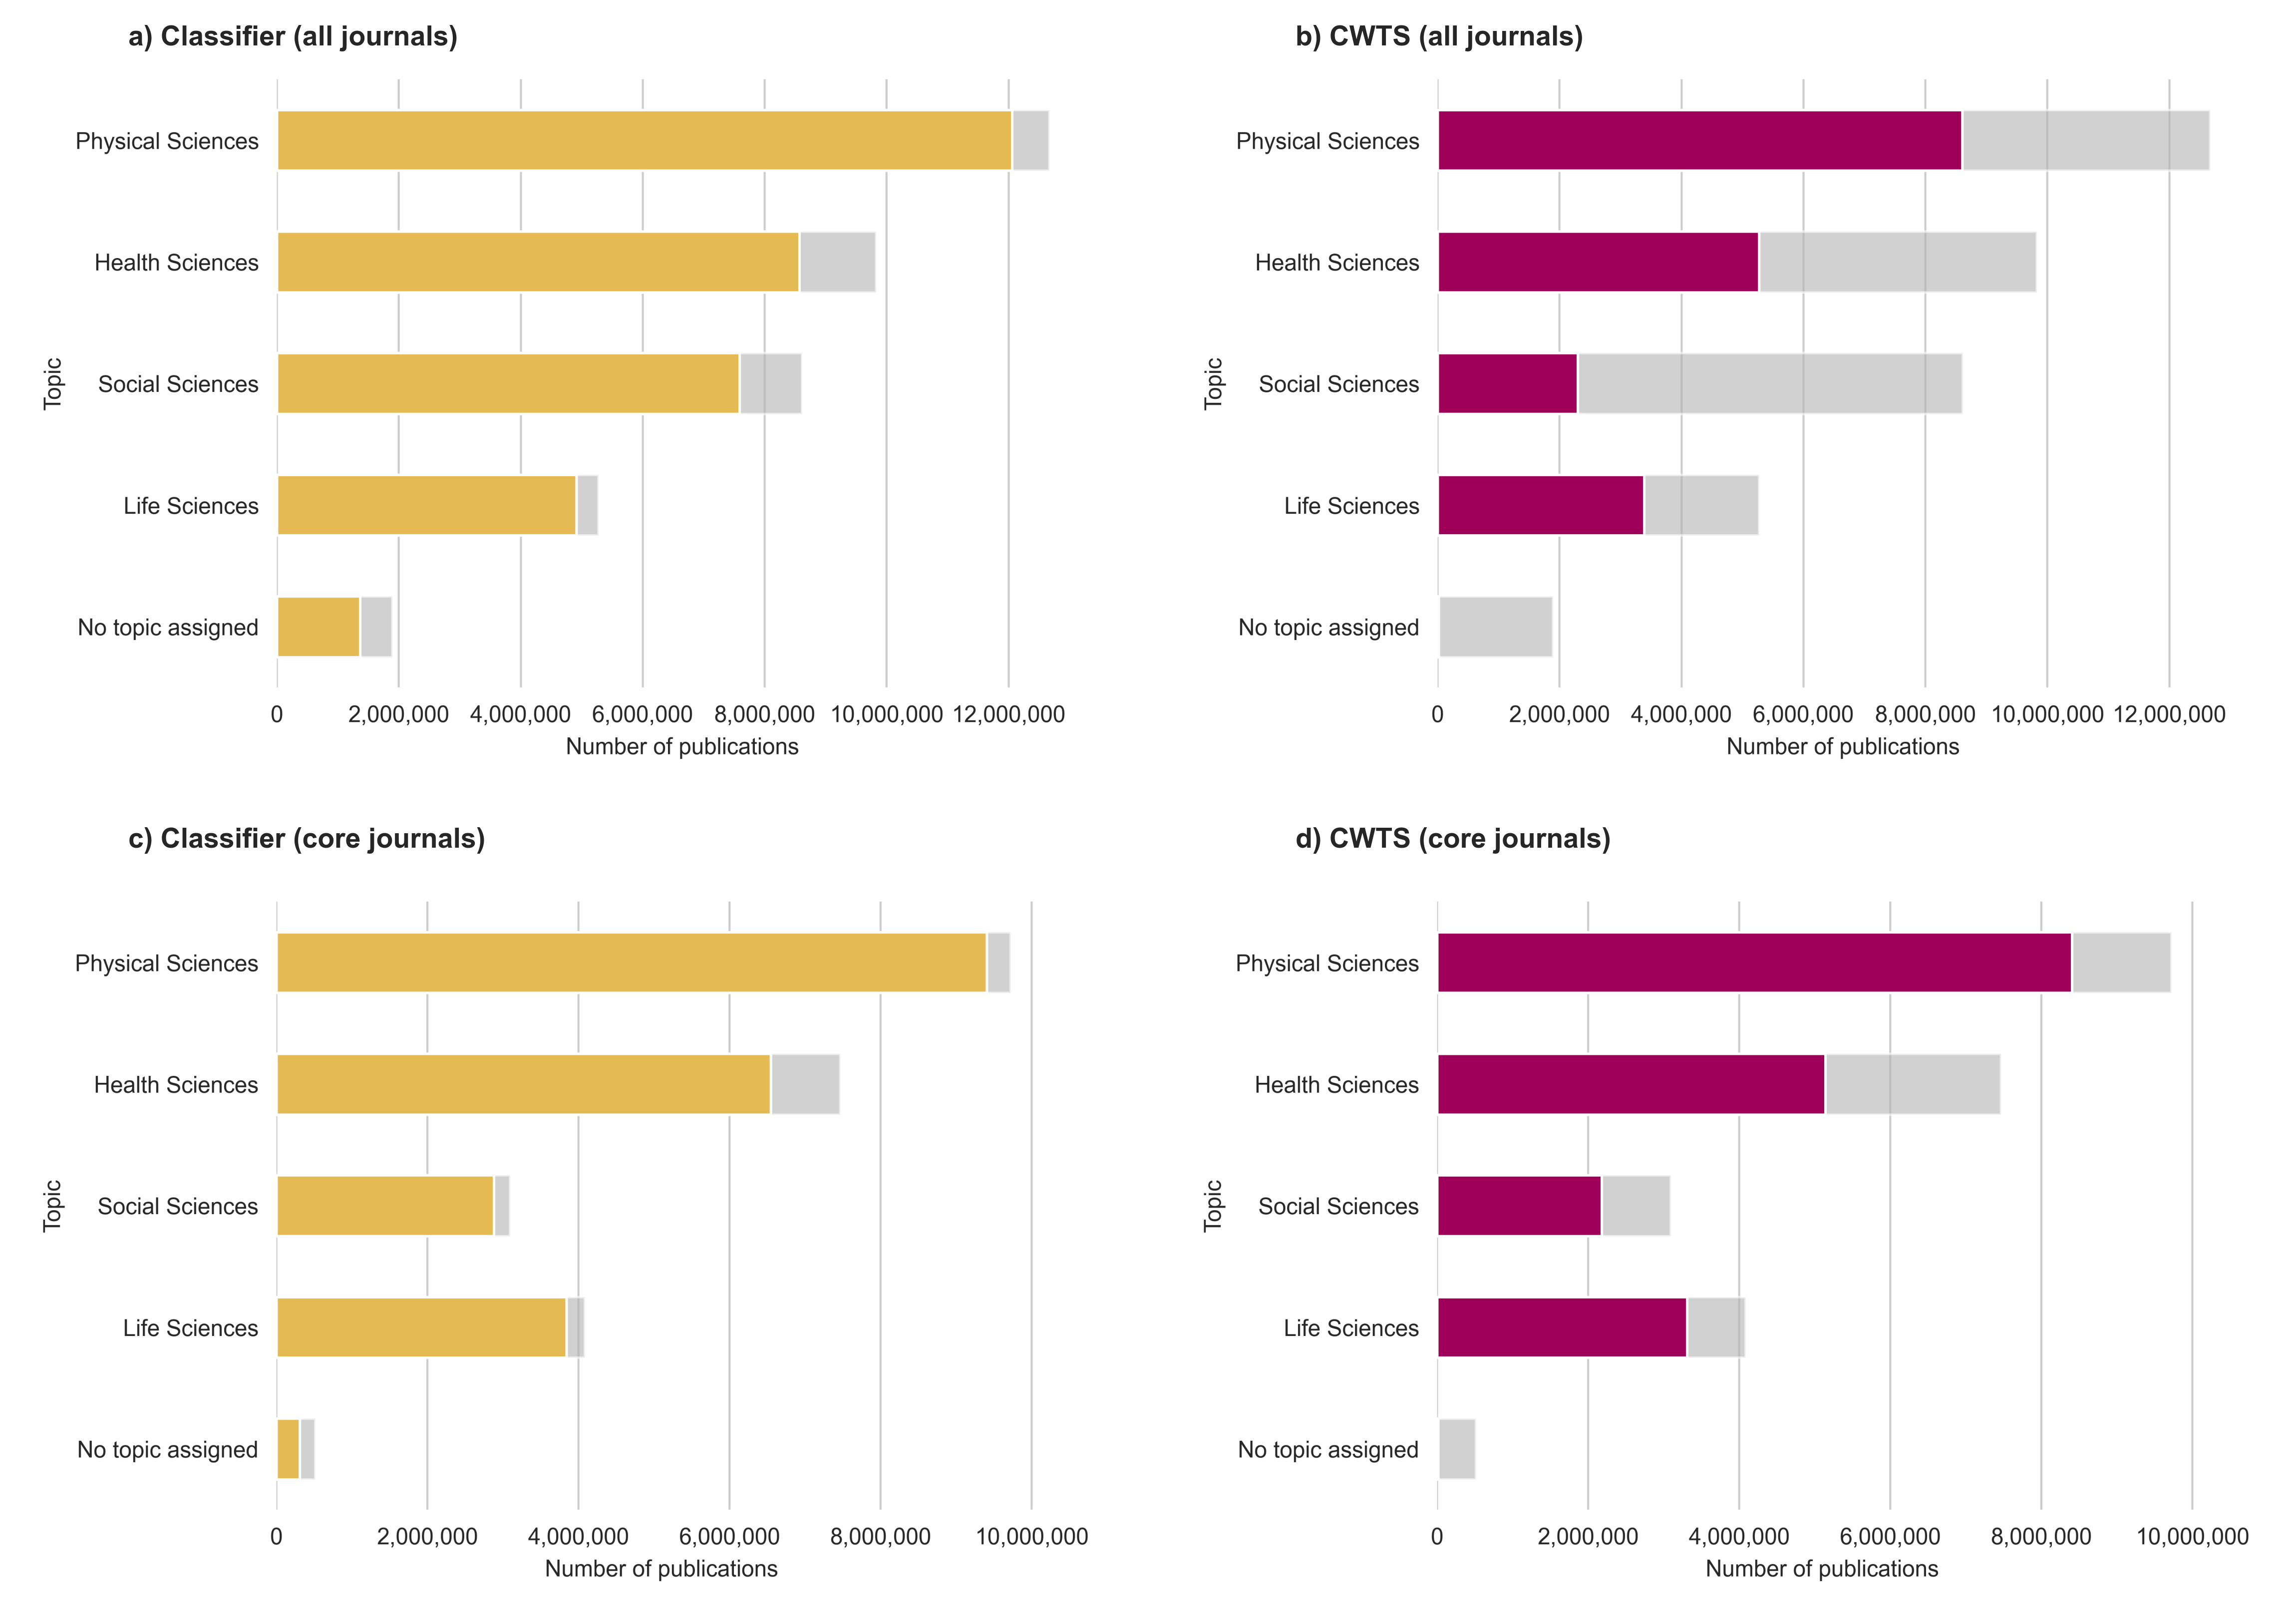 a) Classifier (all journals)
Physical Sciences
Health Sciences
Social Sciences
Life Sciences
No topic assigned
Topic
0 2,000,000 4,000,000 6,000,000 8,000,000 10,000,000 12,000,000
Number of publications
b) CWTS (all journals)
Physical Sciences
Health Sciences
Social Sciences
Life Sciences
No topic assigned
Topic
0 2,000,000 4,000,000 6,000,000 8,000,000 10,000,000 12,000,000
Number of publications
c) Classifier (core journals)
Physical Sciences
Health Sciences
Social Sciences
Life Sciences
No topic assigned
Topic
0 2,000,000 4,000,000 6,000,000 8,000,000 10,000,000
Number of publications
d) CWTS (core journals)
Physical Sciences
Health Sciences
Social Sciences
Life Sciences
No topic assigned
Topic
0 2,000,000 4,000,000 6,000,000 8,000,000 10,000,000
Number of publications